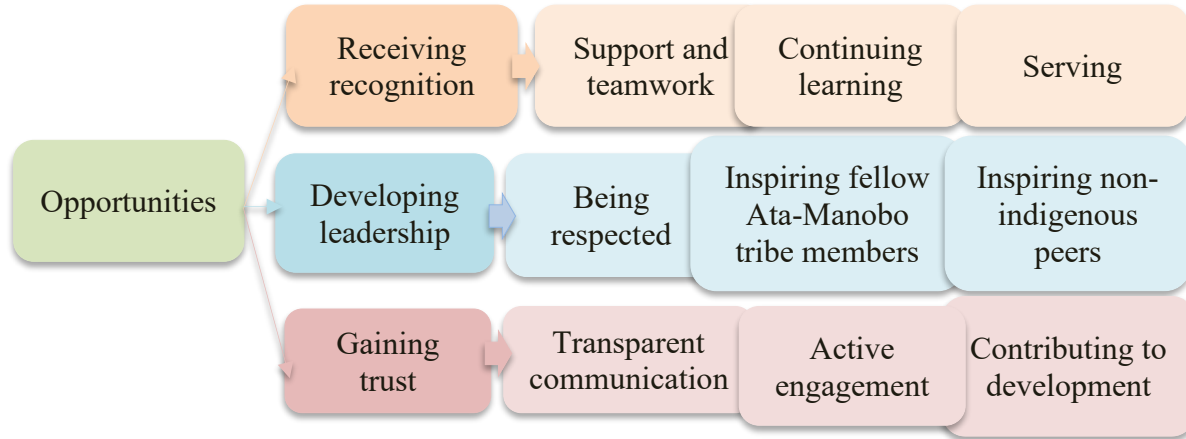 Receiving
recognition
Support and
teamwork
Continuing
learning
Serving
Opportunities
Developing
leadership
Being
respected
Inspiring fellow
Ata-Manobo
tribe members
Inspiring non-
indigenous
peers
Gaining
trust
Transparent
communication
Active
engagement
Contributing to
development